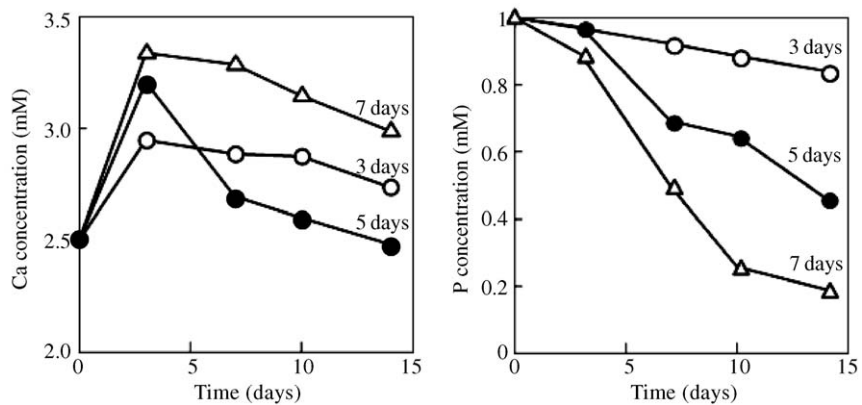 3.5
3.0
2.5
2.0
Ca concentration (mM)
7 days
3 days
5 days
0
5
10
15
Time (days)
1
0.8
0.6
0.4
0.2
0
P concentration (mM)
3 days
5 days
7 days
0
5
10
15
Time (days)